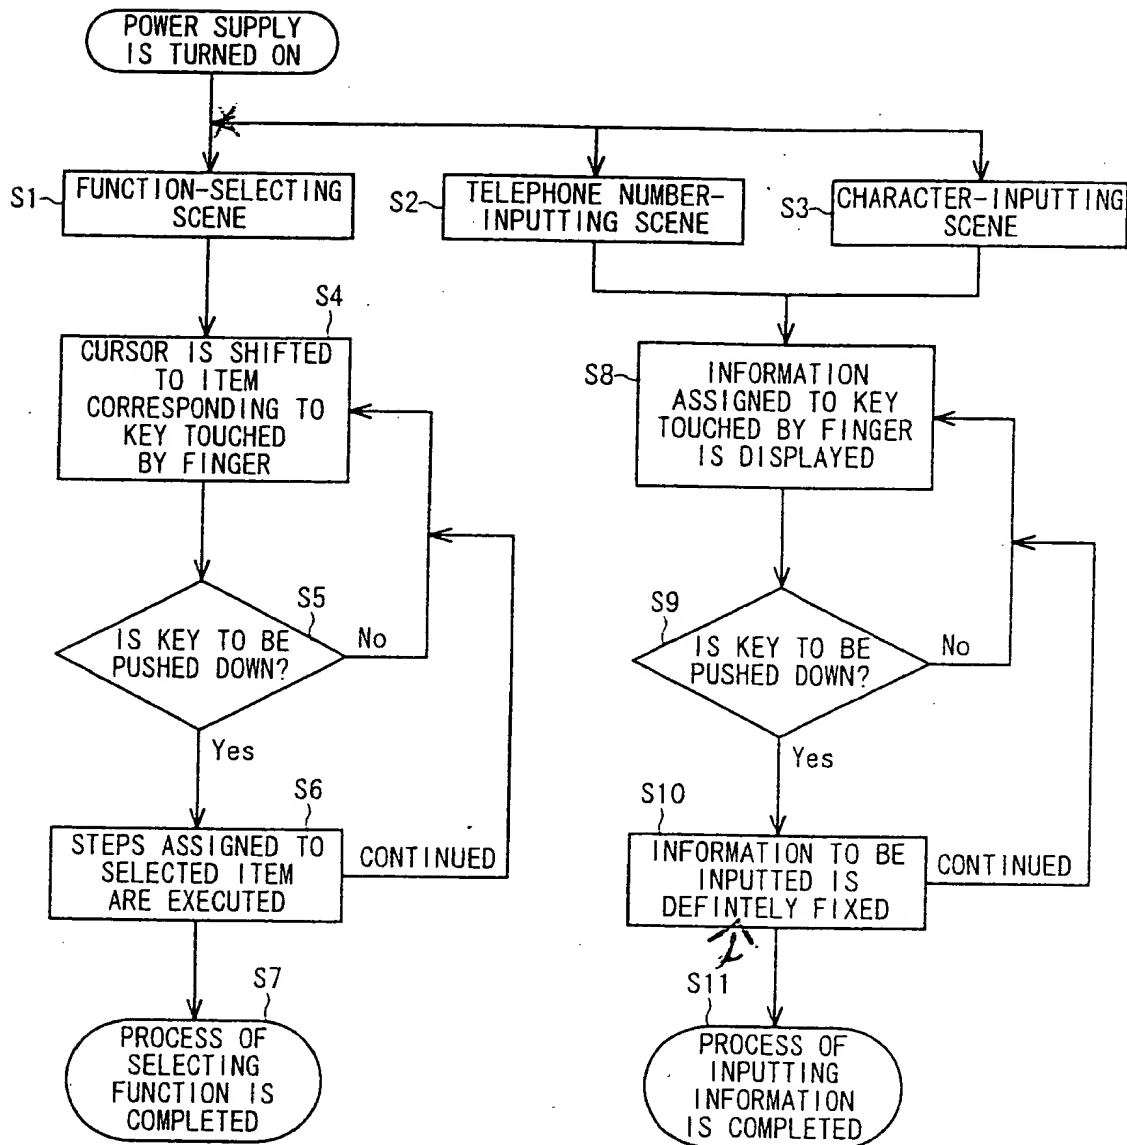 POWER SUPPLY
IS TURNED ON
S1
FUNCTION-SELECTING
SCENE
S2
TELEPHONE NUMBER-
INPUTTING SCENE
S3
CHARACTER-INPUTTING
SCENE
S4
CURSOR IS SHIFTED
TO ITEM
CORRESPONDING TO
KEY TOUCHED
BY FINGER
S8
INFORMATION
ASSIGNED TO KEY
TOUCHED BY FINGER
IS DISPLAYED
S5
IS KEY TO BE
PUSHED DOWN?
No
Yes
S9
IS KEY TO BE
PUSHED DOWN?
No
Yes
S6
STEPS ASSIGNED TO
SELECTED ITEM
ARE EXECUTED
CONTINUED
S10
INFORMATION TO BE
INPUTTED IS
DEFINTELY FIXED
CONTINUED
S7
PROCESS OF
SELECTING
FUNCTION IS
COMPLETED
S11
PROCESS OF
INPUTTING
INFORMATION
IS COMPLETED